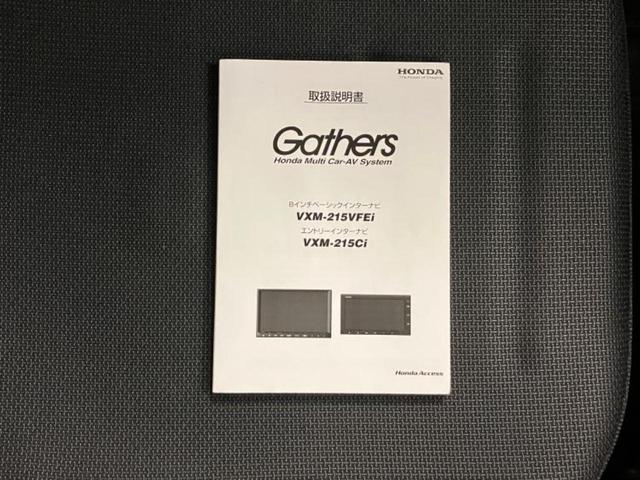 HONDA
The Power of Dreams
取扱説明書
Gathers
Honda Multi Car-AV System
8インチベーシックインターナビ
VXM-215VFEi
エントリーインターナビ
VXM-215Ci
Honda Access